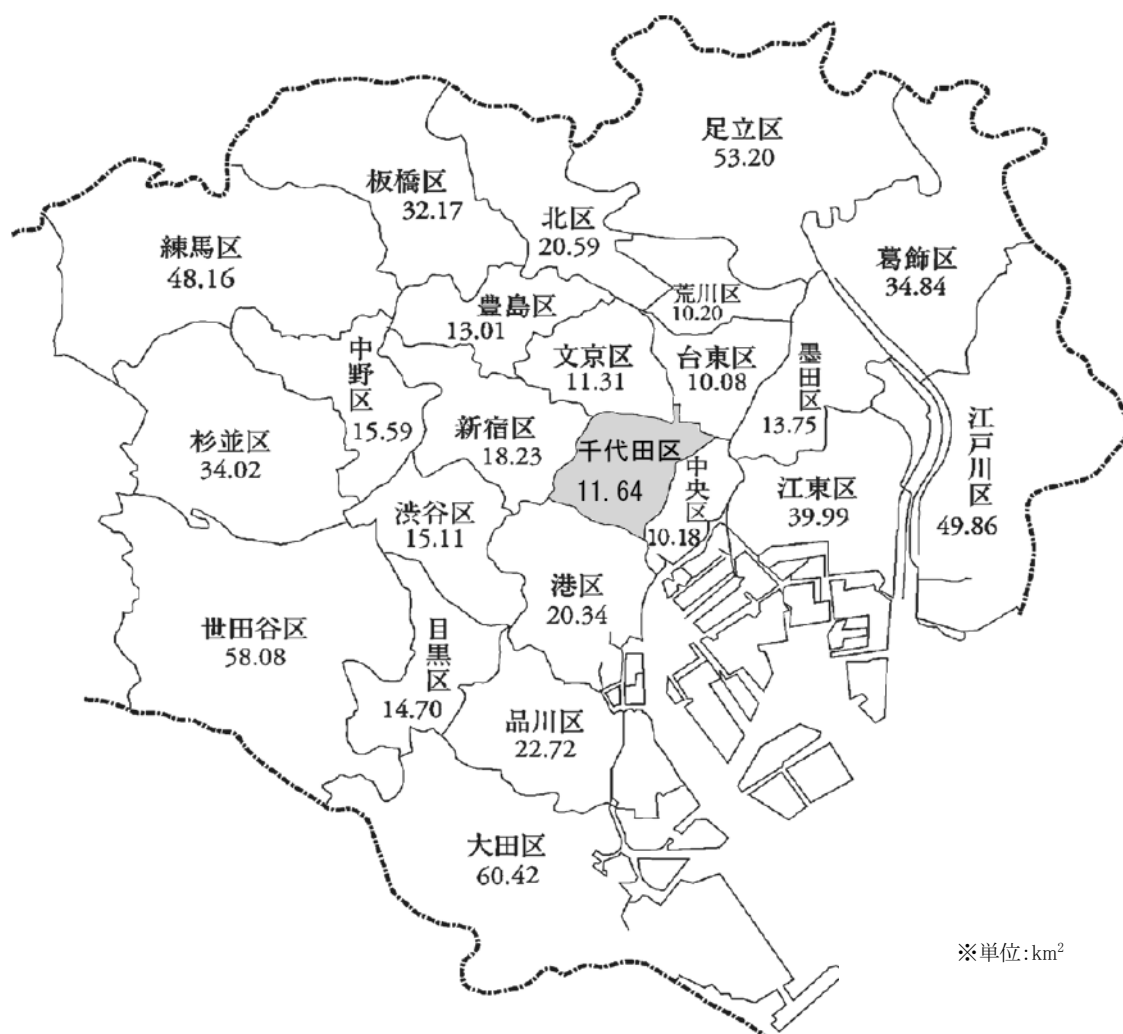 足立区
53.20
板橋区
32.17
北区
20.59
練馬区
48.16
葛飾区
34.84
荒川区
10.20
豊島区
13.01
文京区
11.31
台東区
10.08
墨田区
13.75
中野区
15.59
杉並区
34.02
新宿区
18.23
千代田区
11.64
中央区
10.18
江東区
39.99
江戸川区
49.86
渋谷区
15.11
港区
20.34
世田谷区
58.08
目黒区
14.70
品川区
22.72
大田区
60.42
※単位:km²